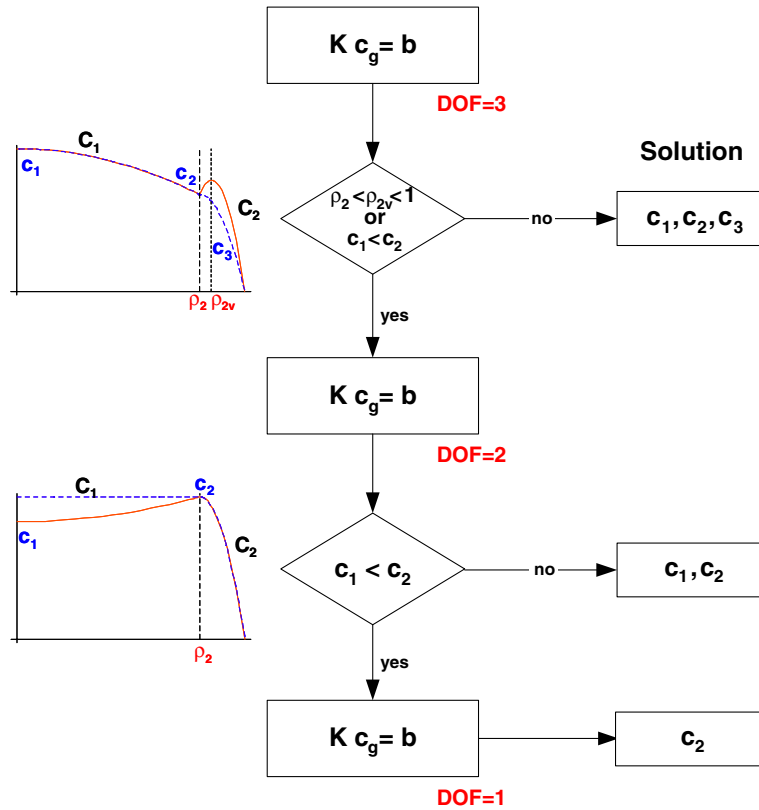 K c_g= b
DOF=3
C_1
c_1
c_2
C_2
c_3
ρ_2 ρ_2v
ρ_2<ρ_2v<1
or
c_1<c_2
no
Solution
c_1, c_2, c_3
yes
K c_g= b
DOF=2
C_1
c_2
c_1
C_2
ρ_2
c_1 < c_2
no
c_1, c_2
yes
K c_g= b
c_2
DOF=1